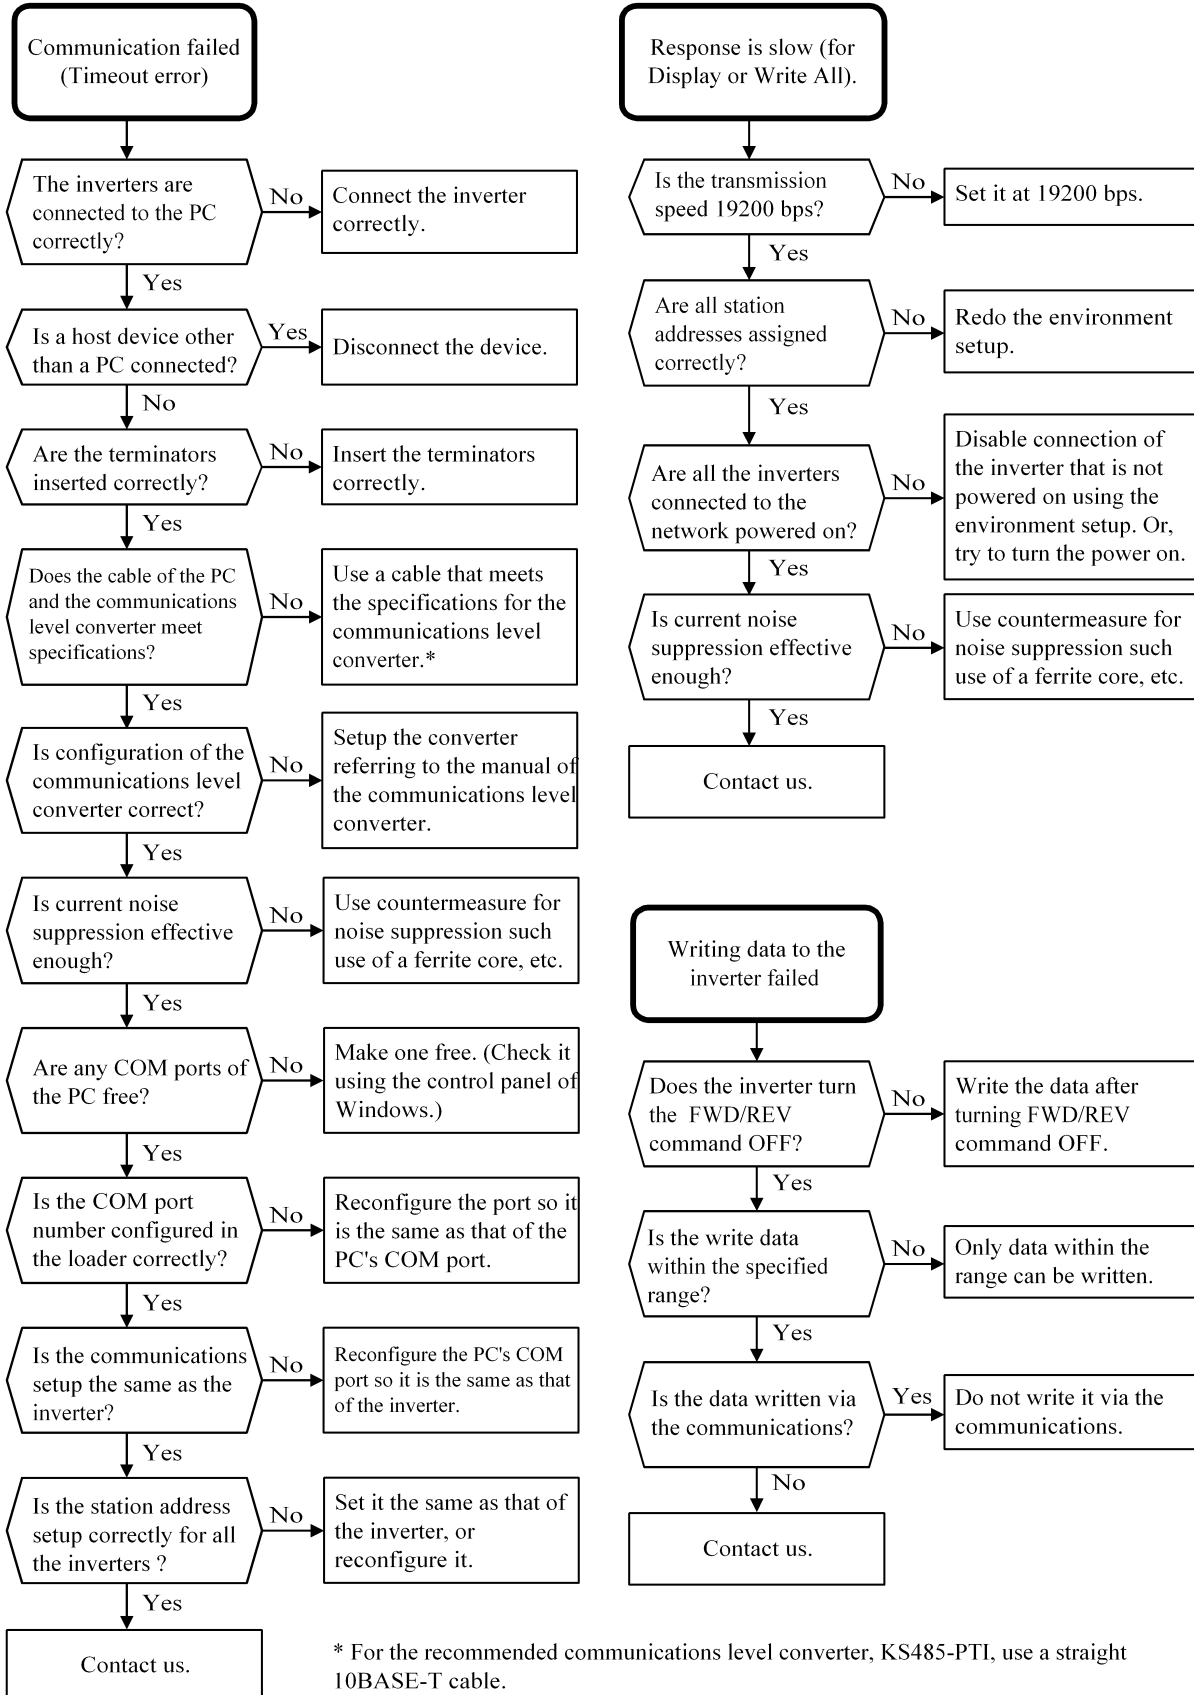 Communication failed
(Timeout error)
The inverters are
connected to the PC
correctly?
No
Connect the inverter
correctly.
Yes
Is a host device other
than a PC connected?
Yes
Disconnect the device.
No
Are the terminators
inserted correctly?
No
Insert the terminators
correctly.
Yes
Does the cable of the PC
and the communications
level converter meet
specifications?
No
Use a cable that meets
the specifications for the
communications level
converter.*
Yes
Is configuration of the
communications level
converter correct?
No
Setup the converter
referring to the manual of
the communications level
converter.
Yes
Is current noise
suppression effective
enough?
No
Use countermeasure for
noise suppression such
use of a ferrite core, etc.
Yes
Are any COM ports of
the PC free?
No
Make one free. (Check it
using the control panel of
Windows.)
Yes
Is the COM port
number configured in
the loader correctly?
No
Reconfigure the port so it
is the same as that of the
PC's COM port.
Yes
Is the communications
setup the same as the
inverter?
No
Reconfigure the PC's COM
port so it is the same as that
of the inverter.
Yes
Is the station address
setup correctly for all
the inverters ?
No
Set it the same as that of
the inverter, or
reconfigure it.
Yes
Contact us.
Response is slow (for
Display or Write All).
Is the transmission
speed 19200 bps?
No
Set it at 19200 bps.
Yes
Are all station
addresses assigned
correctly?
No
Redo the environment
setup.
Yes
Are all the inverters
connected to the
network powered on?
No
Disable connection of
the inverter that is not
powered on using the
environment setup. Or,
try to turn the power on.
Yes
Is current noise
suppression effective
enough?
No
Use countermeasure for
noise suppression such
use of a ferrite core, etc.
Yes
Contact us.
Writing data to the
inverter failed
Does the inverter turn
the FWD/REV
command OFF?
No
Write the data after
turning FWD/REV
command OFF.
Yes
Is the write data
within the specified
range?
No
Only data within the
range can be written.
Yes
Is the data written via
the communications?
Yes
Do not write it via the
communications.
No
Contact us.
* For the recommended communications level converter, KS485-PTI, use a straight
10BASE-T cable.